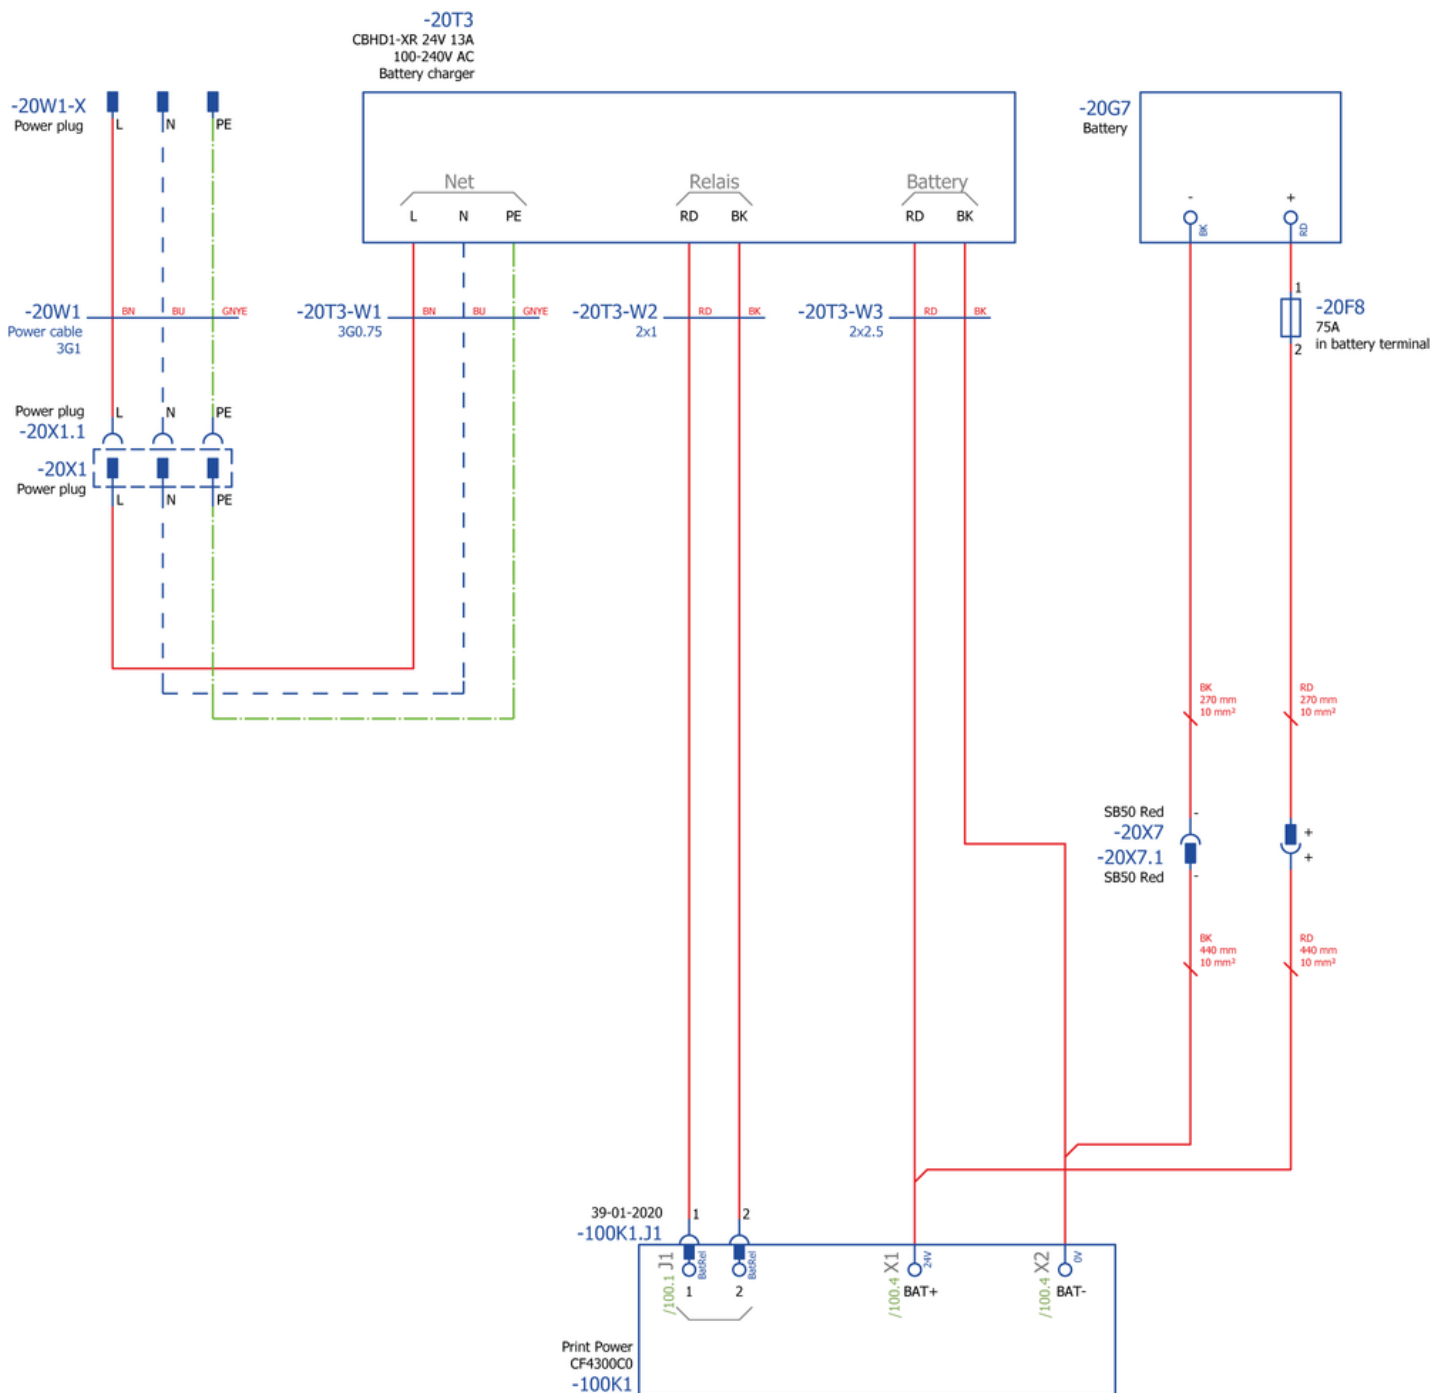 -20T3
CBHD1-XR 24V 13A
100-240V AC
Battery charger
-20W1-X
Power plug
L
N
PE
Net
L
N
PE
Relais
RD
BK
Battery
RD
BK
-20G7
Battery
-
+
BK
RD
-20W1
Power cable
3G1
BN
BU
GNYE
-20T3-W1
3G0.75
BN
BU
GNYE
-20T3-W2
2x1
RD
BK
-20T3-W3
2x2.5
RD
BK
1
2
-20F8
75A
in battery terminal
Power plug
-20X1.1
L
N
PE
-20X1
Power plug
L
N
PE
BK
270 mm
10 mm²
RD
270 mm
10 mm²
SB50 Red
-
-20X7
+
-20X7.1
+
SB50 Red
-
BK
440 mm
10 mm²
RD
440 mm
10 mm²
39-01-2020
-100K1.J1
1
2
J1
/100.1
BatRel
1
BatRel
2
X1
/100.4
24V
BAT+
X2
/100.4
0V
BAT-
Print Power
CF4300C0
-100K1